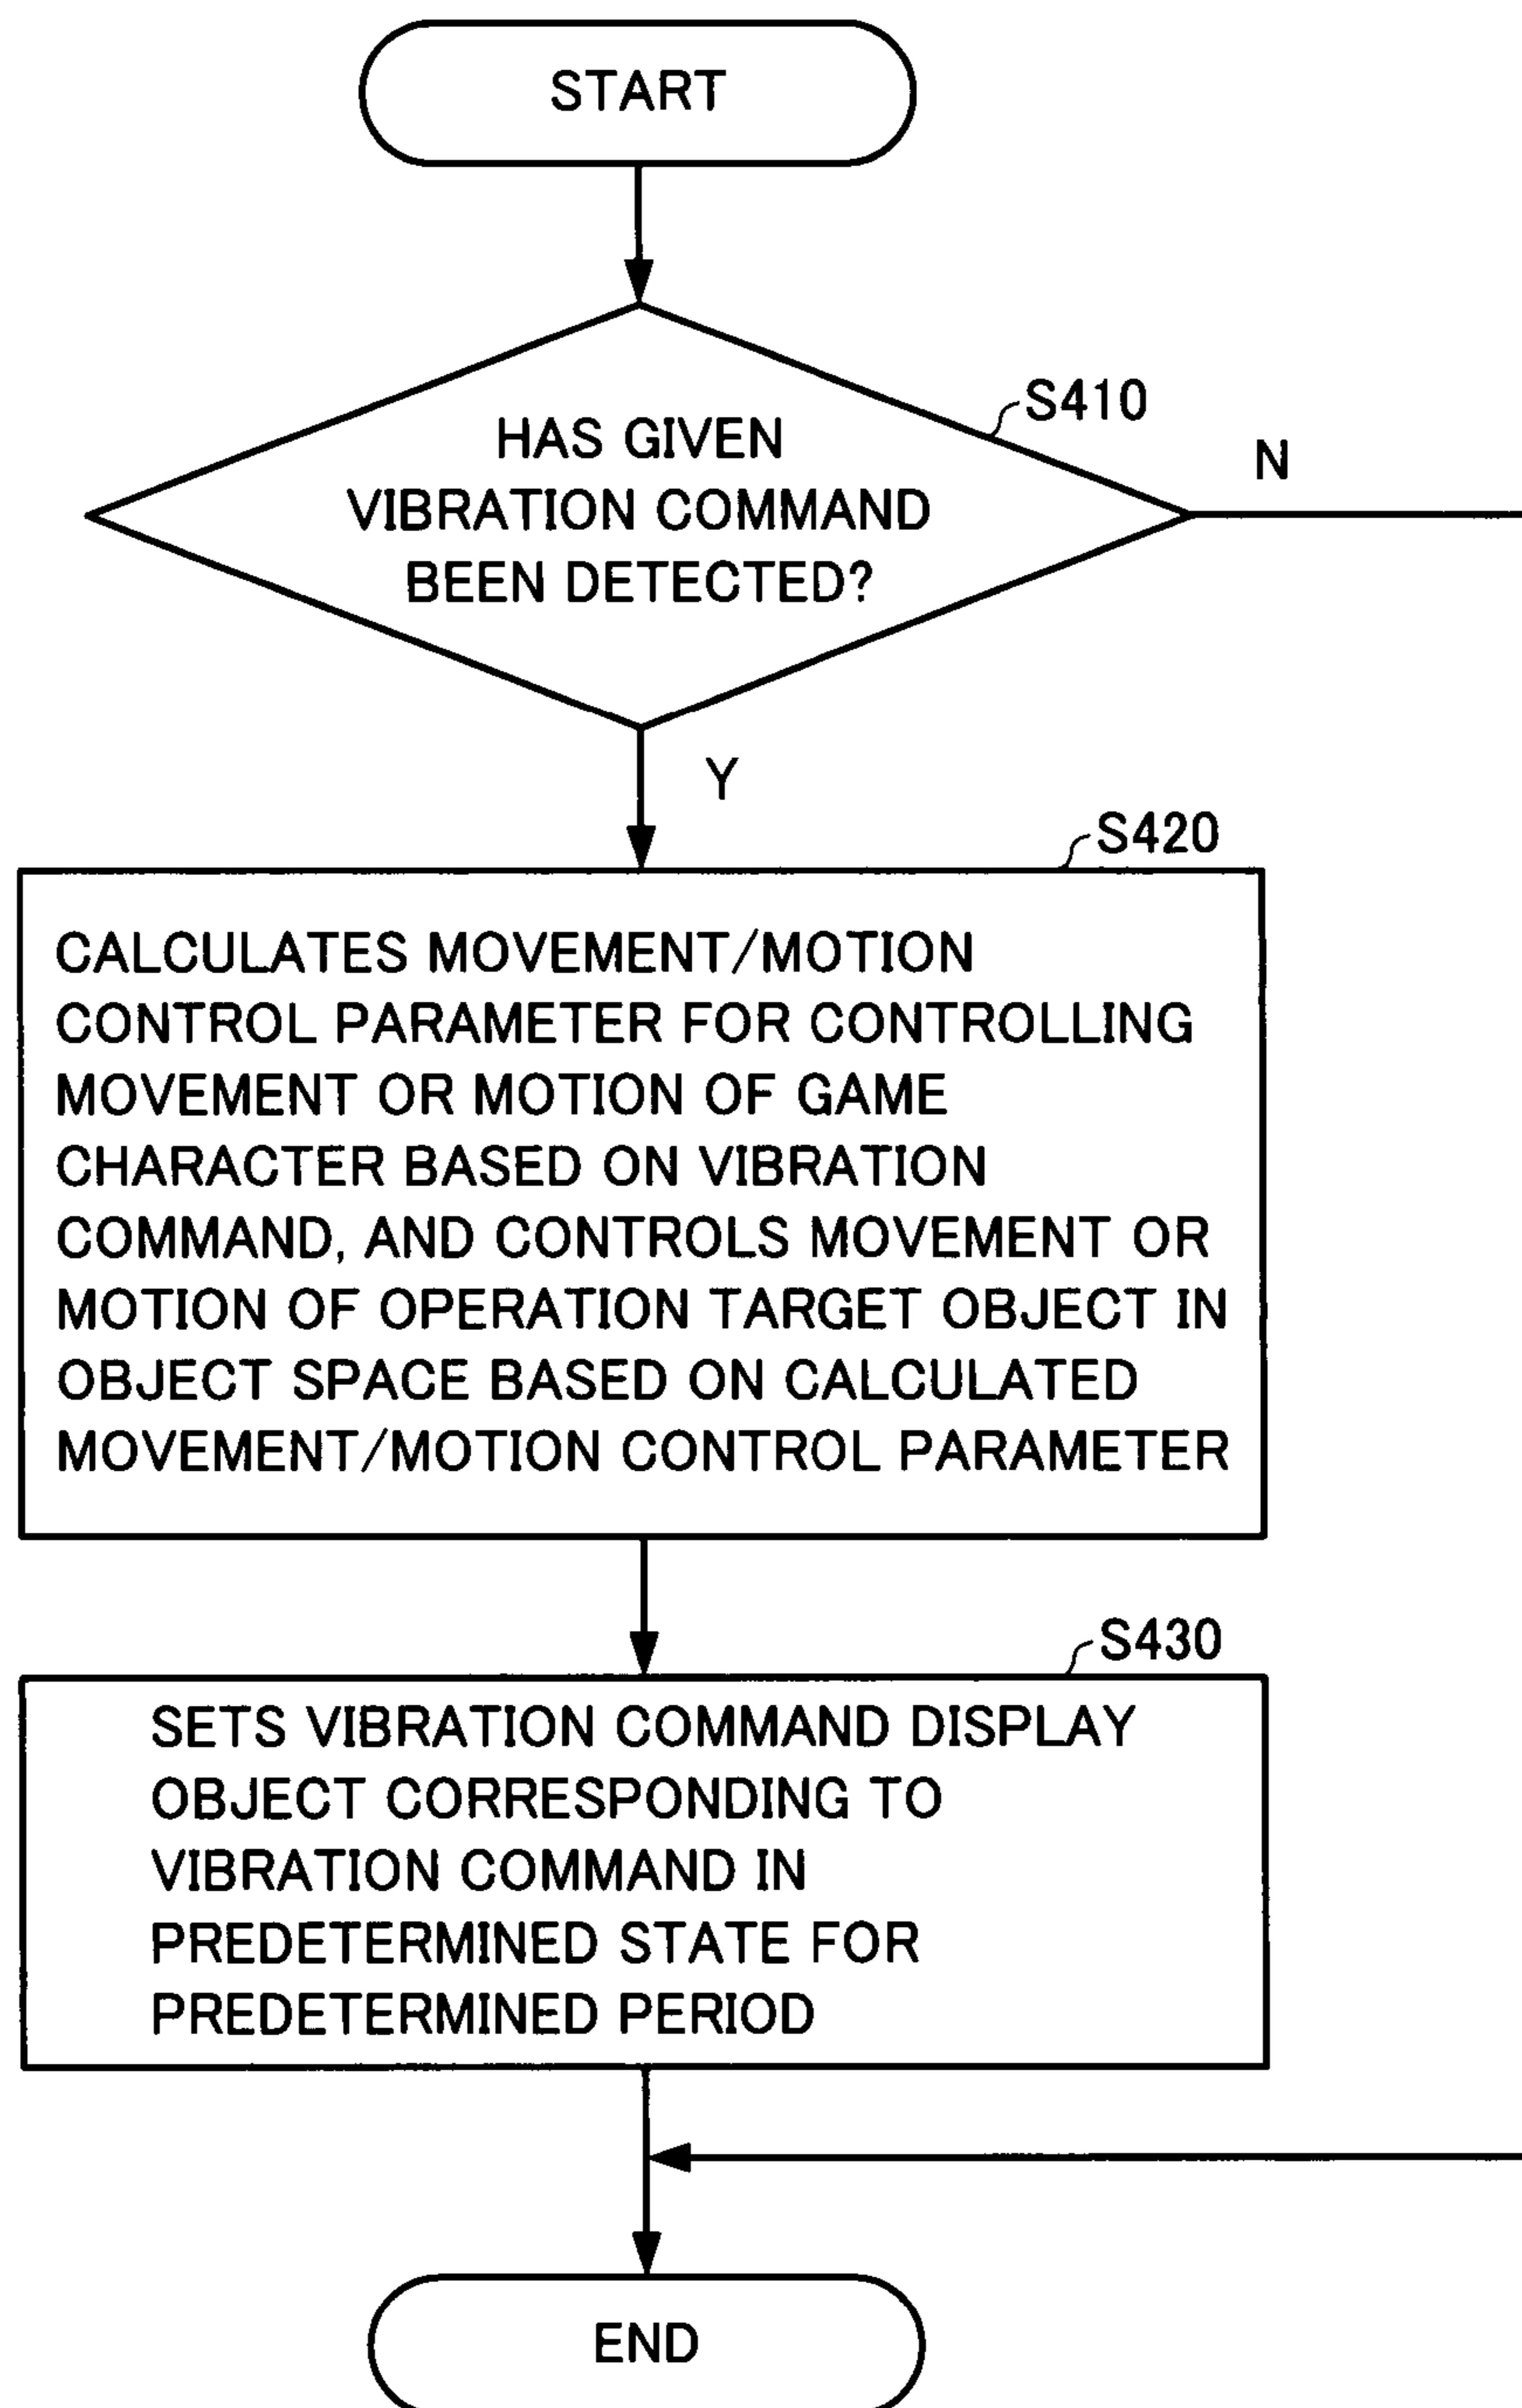 START
S410
HAS GIVEN
VIBRATION COMMAND
BEEN DETECTED?
N
Y
S420
CALCULATES MOVEMENT/MOTION
CONTROL PARAMETER FOR CONTROLLING
MOVEMENT OR MOTION OF GAME
CHARACTER BASED ON VIBRATION
COMMAND, AND CONTROLS MOVEMENT OR
MOTION OF OPERATION TARGET OBJECT IN
OBJECT SPACE BASED ON CALCULATED
MOVEMENT/MOTION CONTROL PARAMETER
S430
SETS VIBRATION COMMAND DISPLAY
OBJECT CORRESPONDING TO
VIBRATION COMMAND IN
PREDETERMINED STATE FOR
PREDETERMINED PERIOD
END